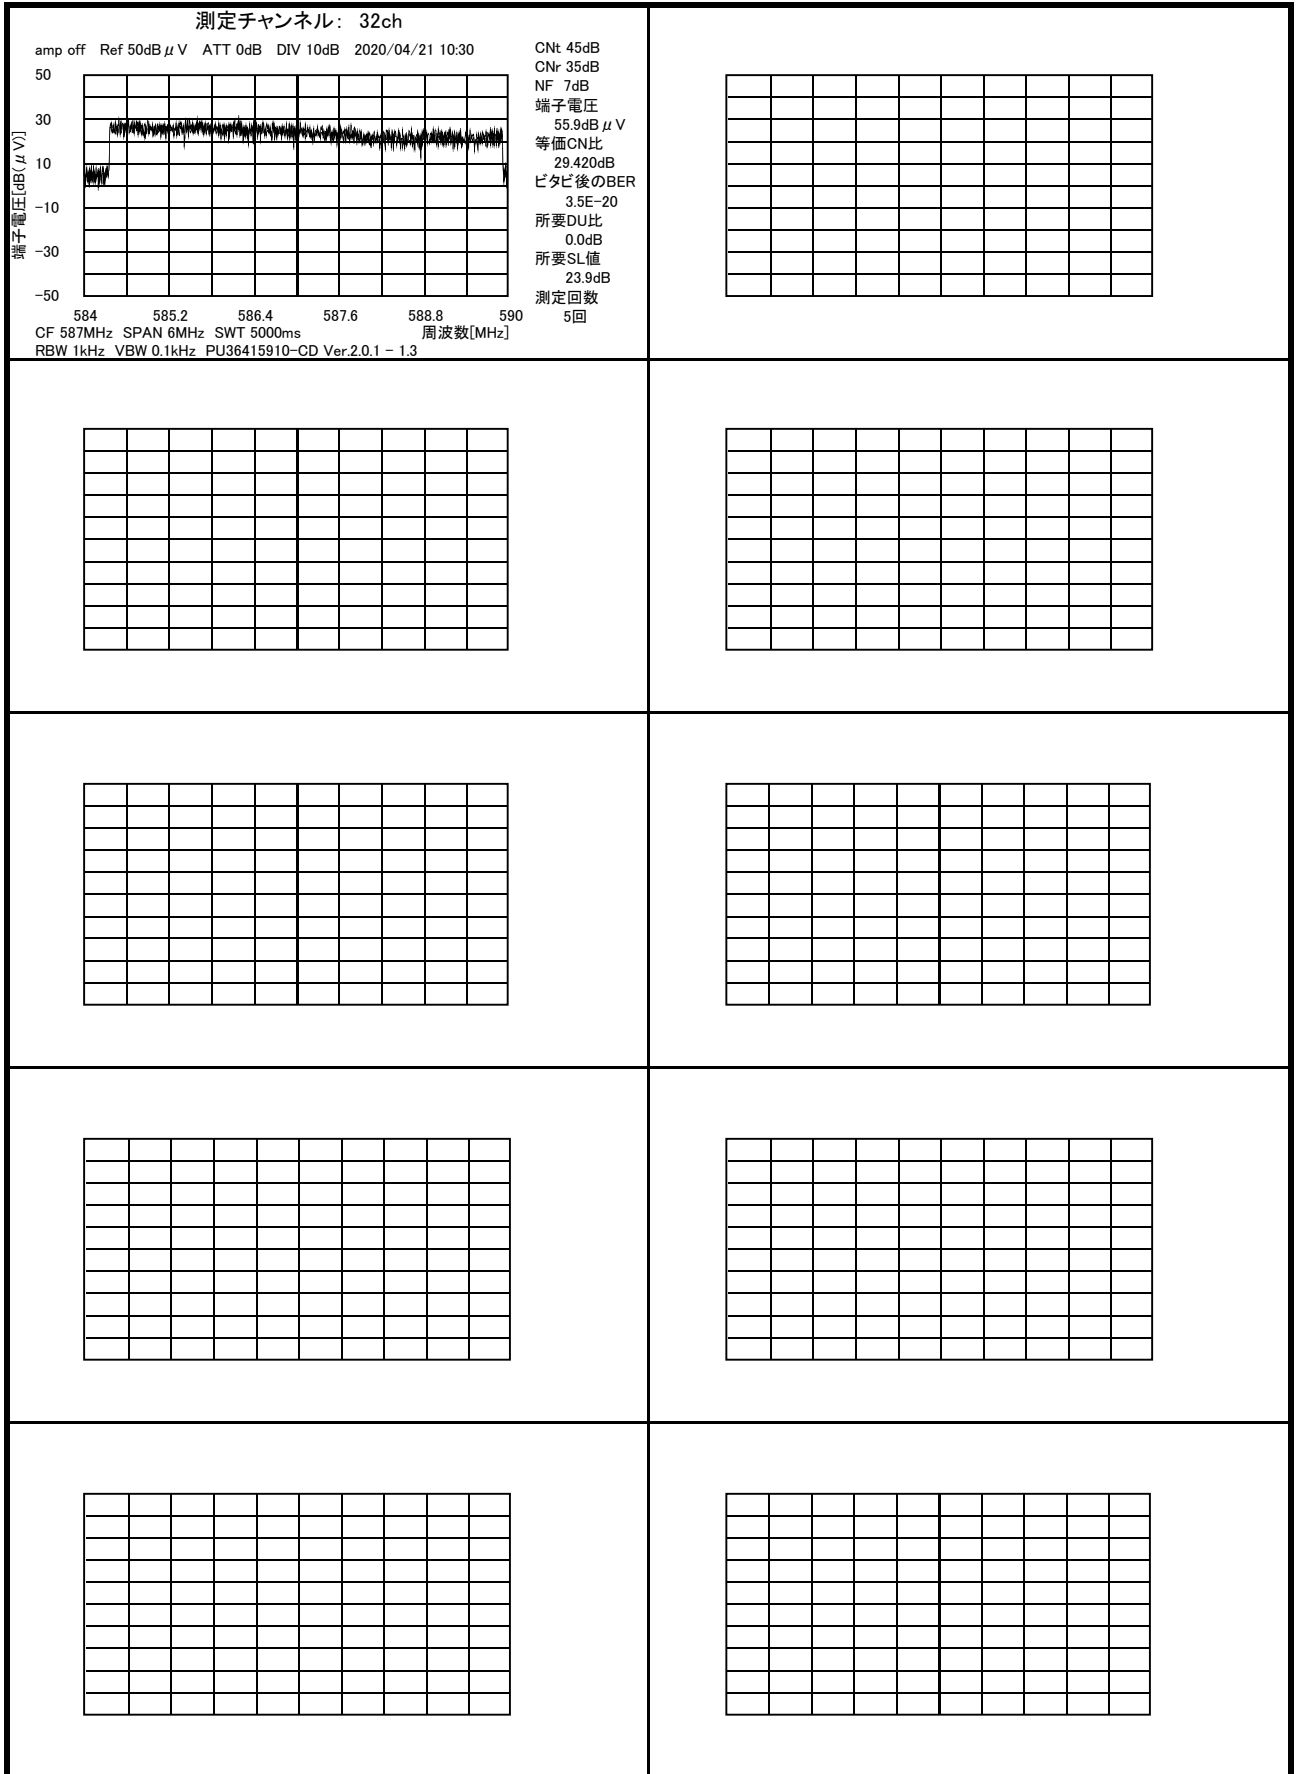 測定チャンネル： 32ch
amp off Ref 50dBμV ATT 0dB DIV 10dB 2020/04/21 10:30
端子電圧[dB(μV)]
50
30
10
-10
-30
-50
584 585.2 586.4 587.6 588.8 590
CF 587MHz SPAN 6MHz SWT 5000ms 周波数[MHz]
RBW 1kHz VBW 0.1kHz PU36415910-CD Ver.2.0.1 - 1.3
CNt 45dB
CNr 35dB
NF 7dB
端子電圧
55.9dBμV
等価CN比
29.420dB
ビタビ後のBER
3.5E-20
所要DU比
0.0dB
所要SL値
23.9dB
測定回数
5回